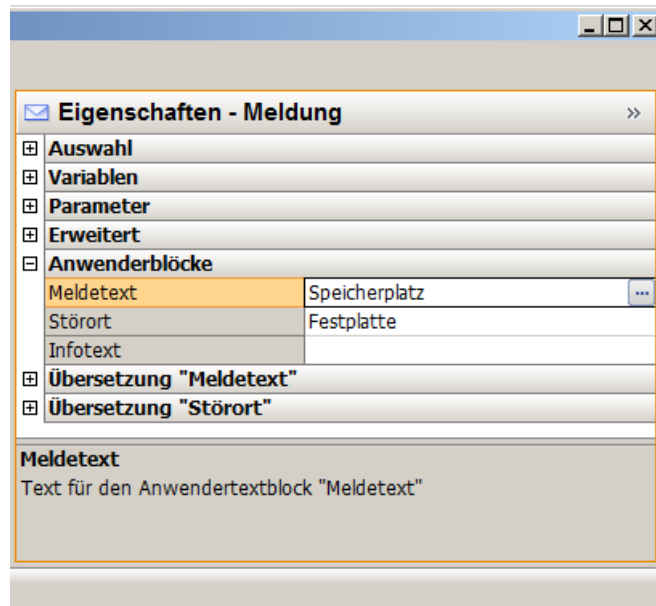 Eigenschaften - Meldung »
Auswahl
Variablen
Parameter
Erweitert
Anwenderblöcke
Meldetext Speicherplatz ...
Störort Festplatte
Infotext
Übersetzung "Meldetext"
Übersetzung "Störort"
Meldetext
Text für den Anwendertextblock "Meldetext"